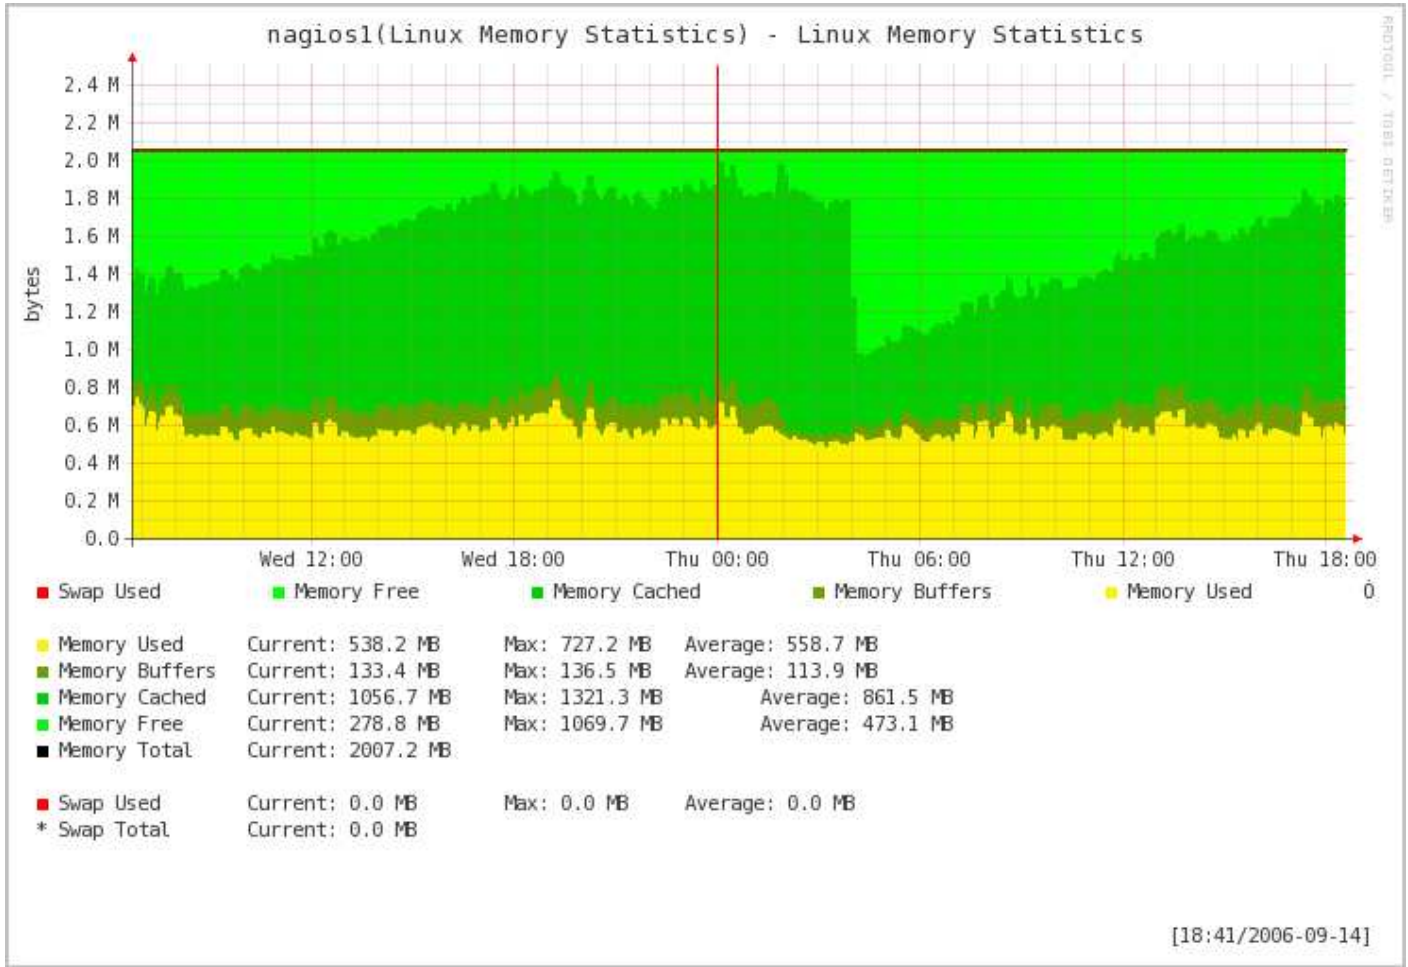 nagios1(Linux Memory Statistics) - Linux Memory Statistics
RRDTOOL / TOBI OETIKER
bytes
2.4 M
2.2 M
2.0 M
1.8 M
1.6 M
1.4 M
1.2 M
1.0 M
0.8 M
0.6 M
0.4 M
0.2 M
0.0
Wed 12:00 Wed 18:00 Thu 00:00 Thu 06:00 Thu 12:00 Thu 18:00
Swap Used Memory Free Memory Cached Memory Buffers Memory Used Ö
Memory Used Current: 538.2 MB Max: 727.2 MB Average: 558.7 MB
Memory Buffers Current: 133.4 MB Max: 136.5 MB Average: 113.9 MB
Memory Cached Current: 1056.7 MB Max: 1321.3 MB Average: 861.5 MB
Memory Free Current: 278.8 MB Max: 1069.7 MB Average: 473.1 MB
Memory Total Current: 2007.2 MB
Swap Used Current: 0.0 MB Max: 0.0 MB Average: 0.0 MB
* Swap Total Current: 0.0 MB
[18:41/2006-09-14]